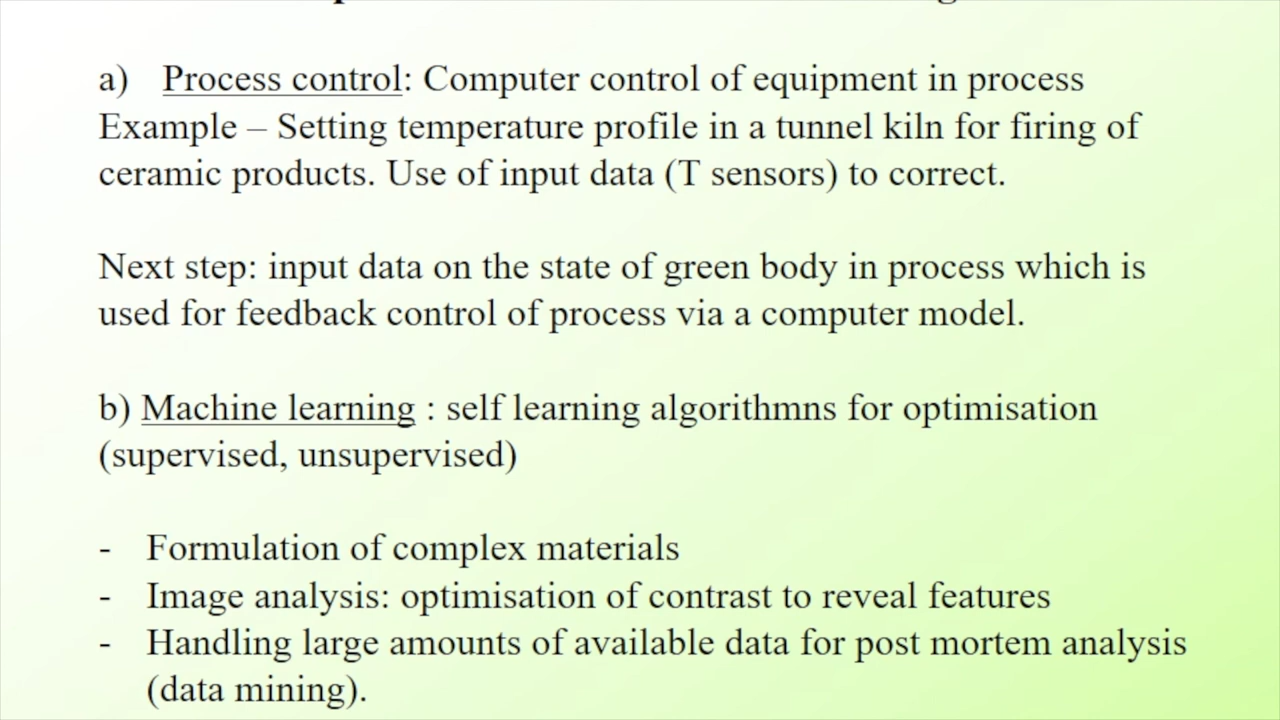 a) Process control: Computer control of equipment in process
Example – Setting temperature profile in a tunnel kiln for firing of
ceramic products. Use of input data (T sensors) to correct.
Next step: input data on the state of green body in process which is
used for feedback control of process via a computer model.
b) Machine learning : self learning algorithmns for optimisation
(supervised, unsupervised)
- Formulation of complex materials
- Image analysis: optimisation of contrast to reveal features
- Handling large amounts of available data for post mortem analysis
(data mining).